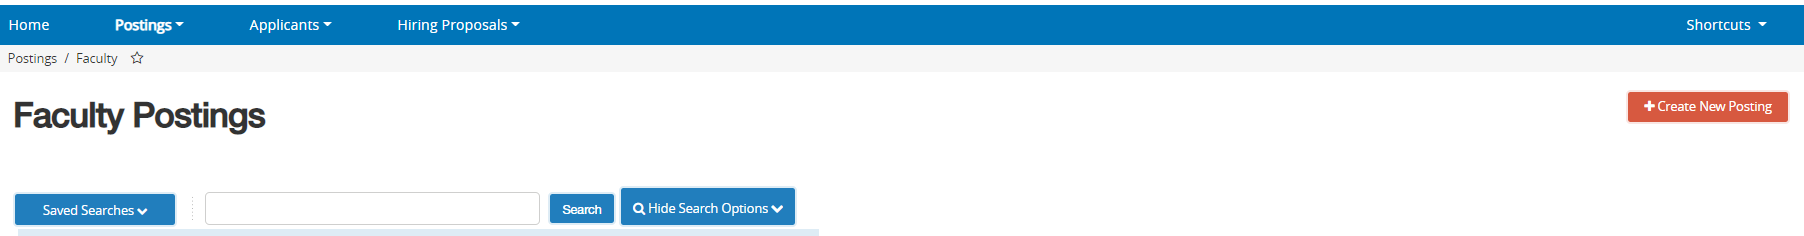 Home Postings Applicants Hiring Proposals Shortcuts
Postings / Faculty
Faculty Postings
Create New Posting
Saved Searches Search Hide Search Options